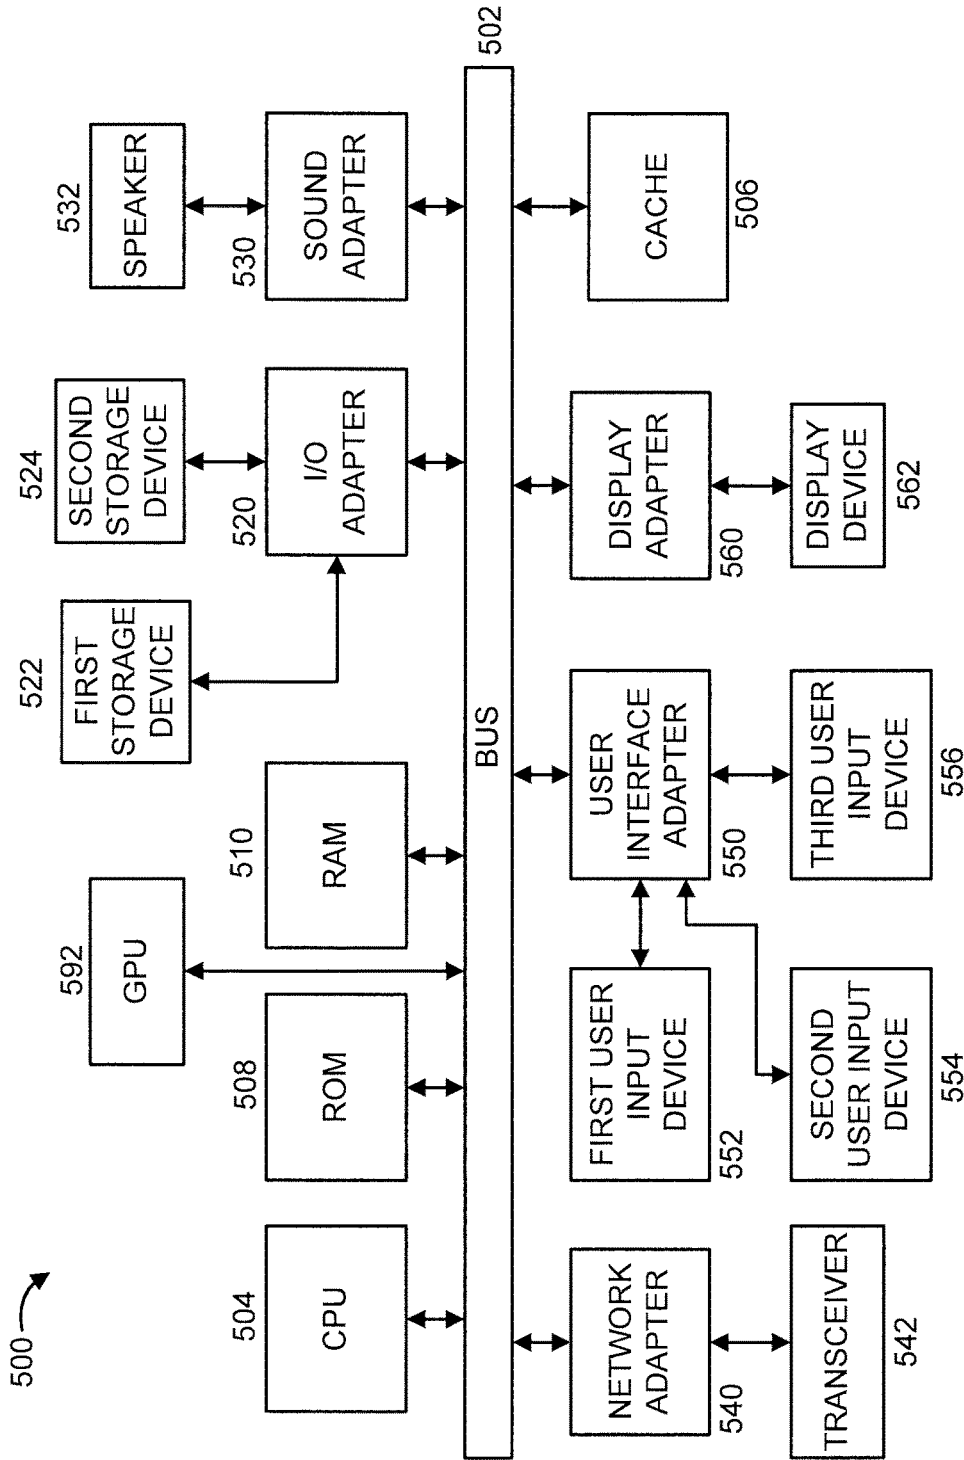 500
504
CPU
508
ROM
592
GPU
510
RAM
522
FIRST
STORAGE
DEVICE
524
SECOND
STORAGE
DEVICE
520
I/O
ADAPTER
532
SPEAKER
530
SOUND
ADAPTER
BUS
502
NETWORK
ADAPTER
540
TRANSCEIVER
542
FIRST USER
INPUT
DEVICE
552
SECOND
USER INPUT
DEVICE
554
USER
INTERFACE
ADAPTER
550
THIRD USER
INPUT
DEVICE
556
DISPLAY
ADAPTER
560
DISPLAY
DEVICE
562
CACHE
506